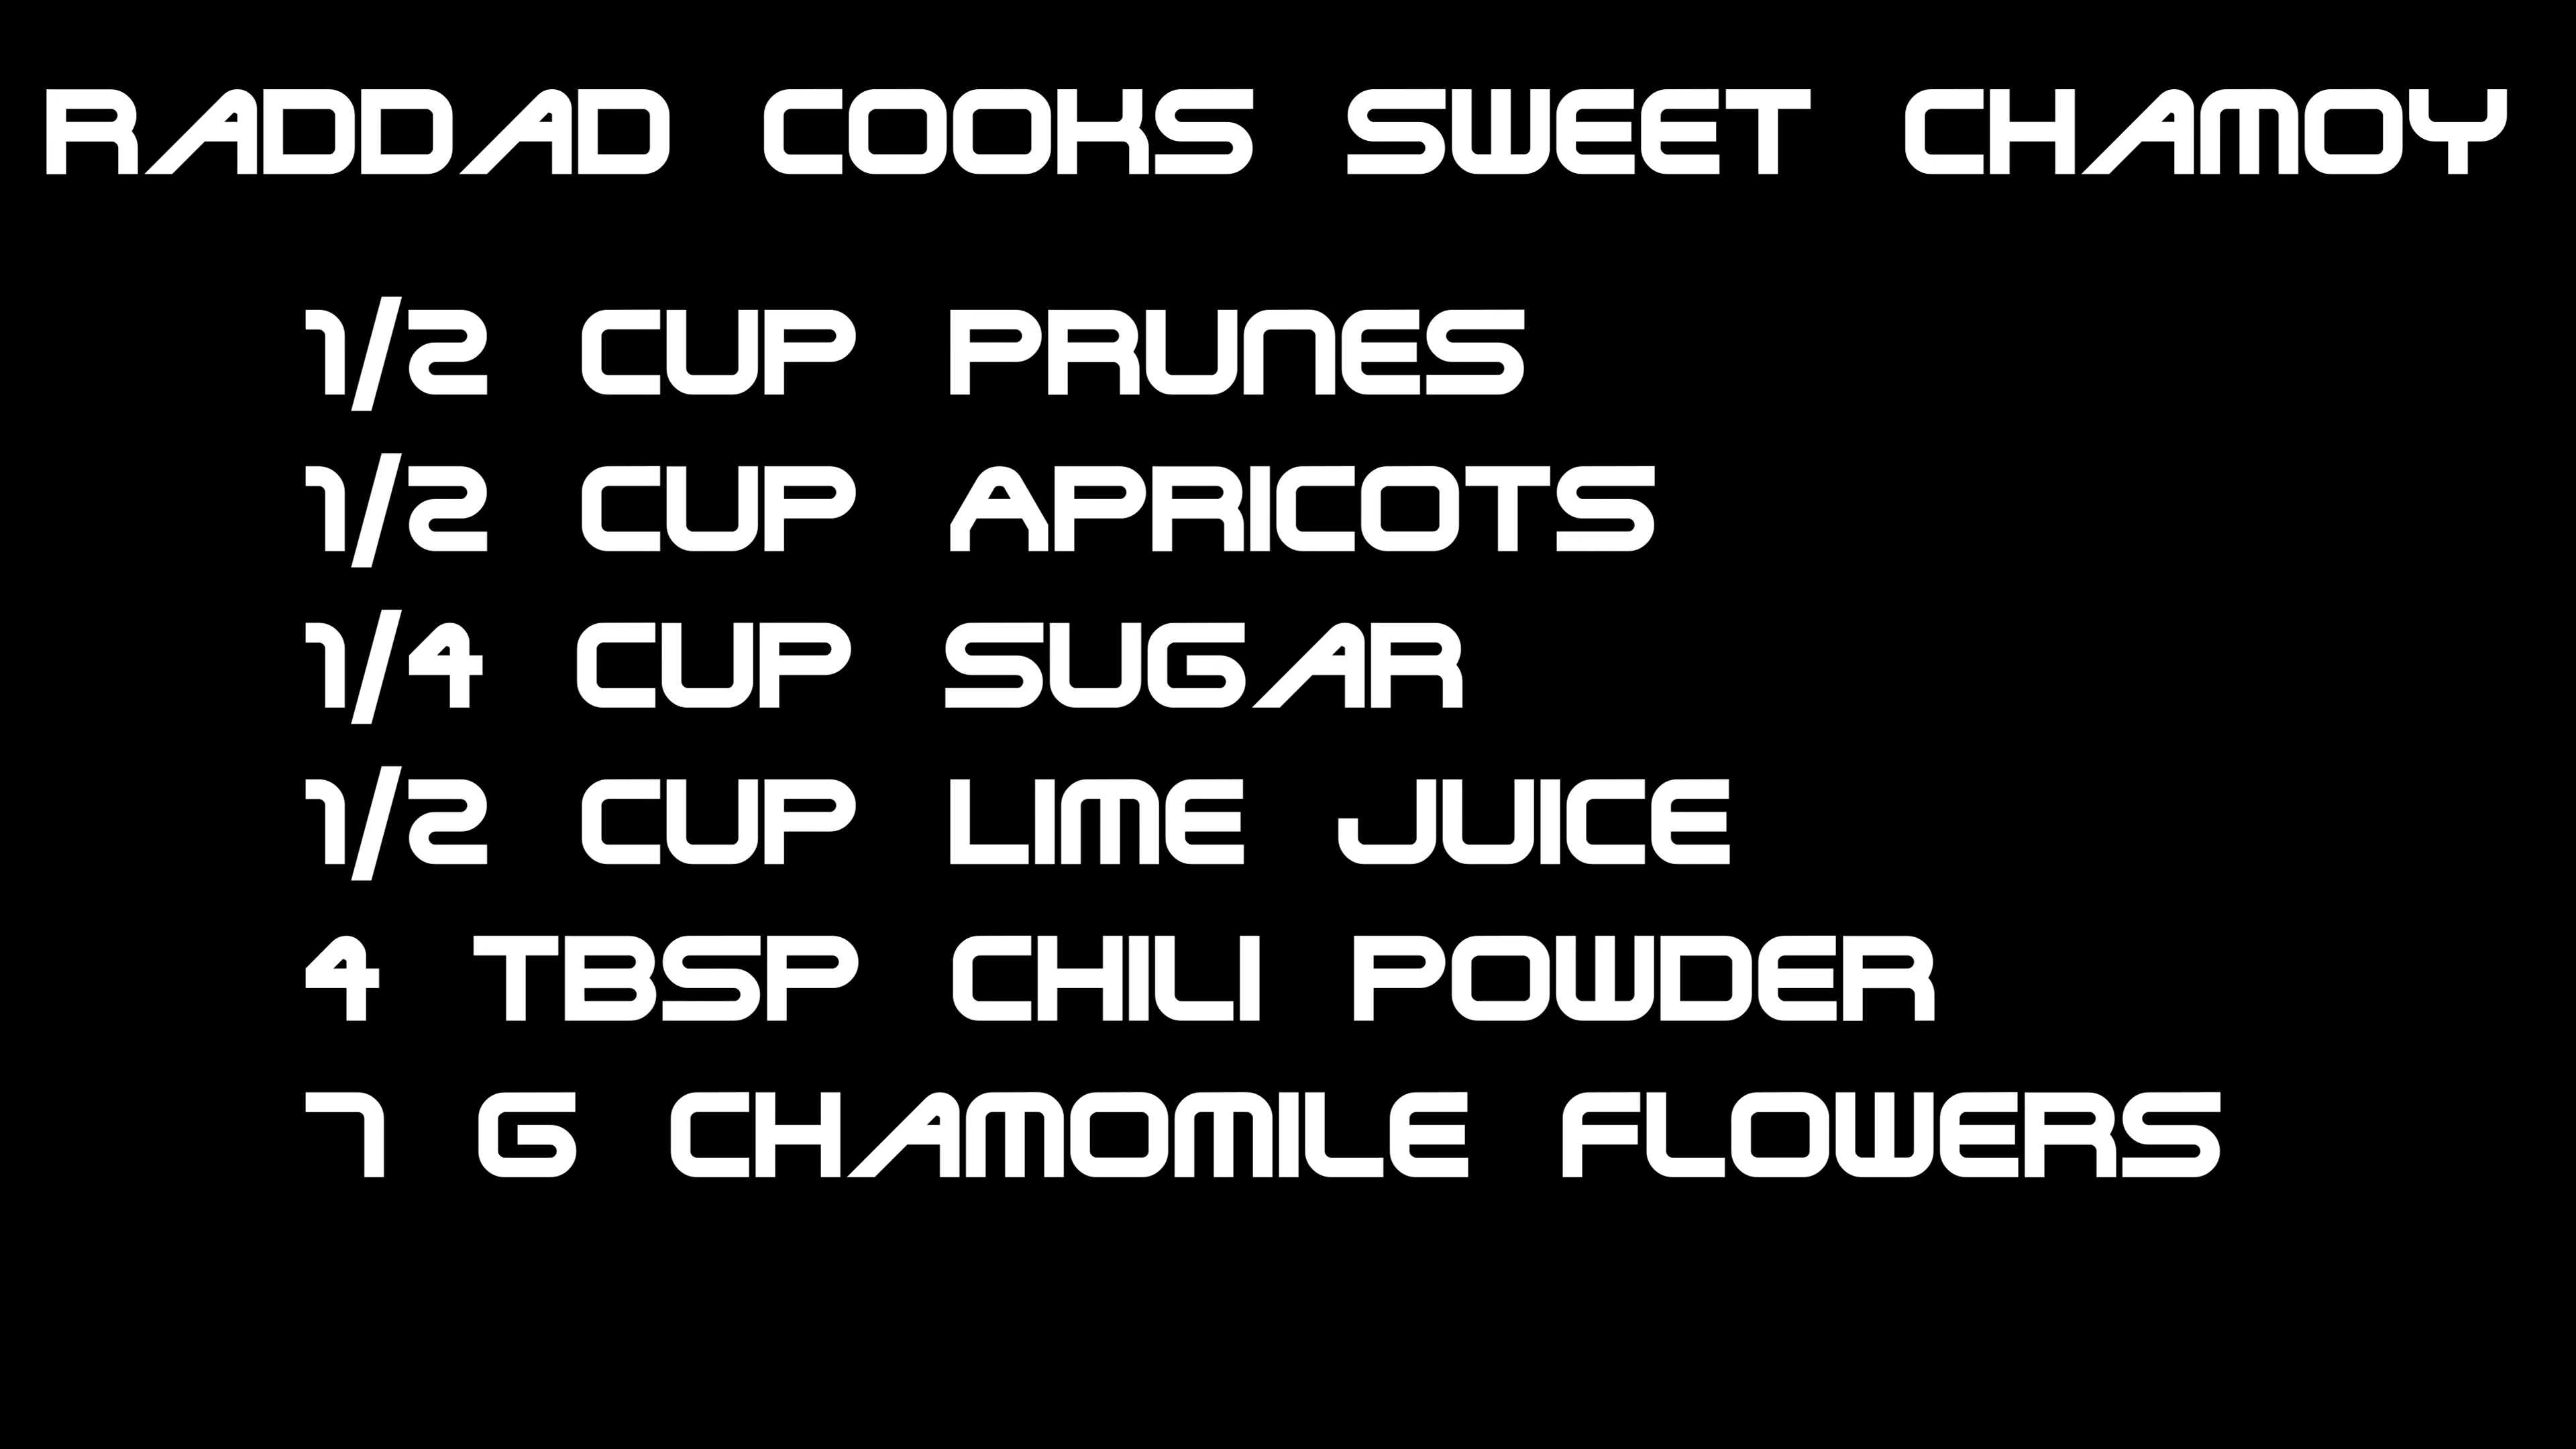 RADDAD COOKS SWEET CHAMOY
1/2 CUP PRUNES
1/2 CUP APRICOTS
1/4 CUP SUGAR
1/2 CUP LIME JUICE
4 TBSP CHILI POWDER
7 G CHAMOMILE FLOWERS